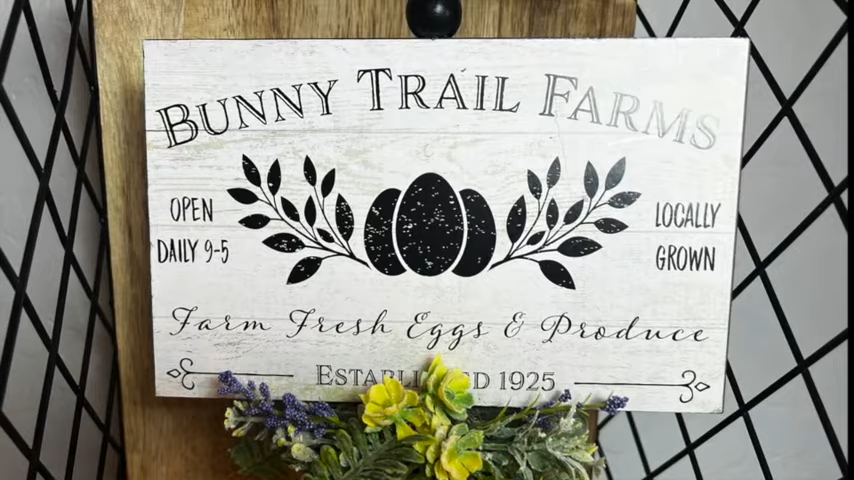 BUNNY TRAIL FARMS
OPEN
DAILY 9-5
LOCALLY
GROWN
Farm Fresh Eggs & Produce
1925